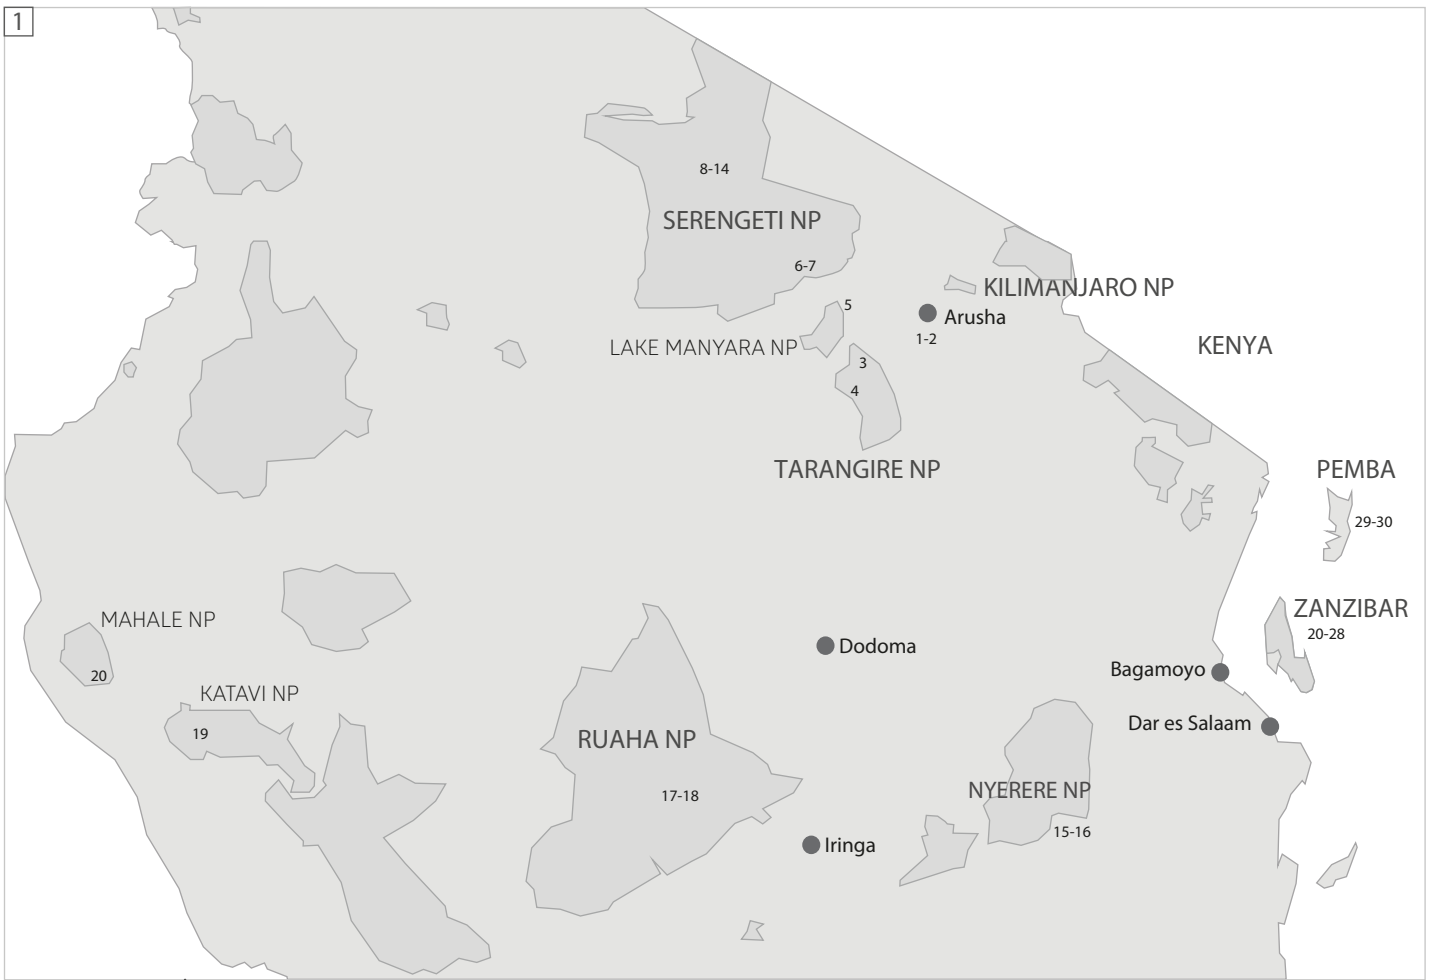 1
8-14
SERENGETI NP
6-7
KILIMANJARO NP
5
Arusha
1-2
LAKE MANYARA NP
KENYA
3
4
TARANGIRE NP
PEMBA
29-30
MAHALE NP
20
ZANZIBAR
20-28
Dodoma
Bagamoyo
KATAVI NP
19
Dar es Salaam
RUAHA NP
17-18
NYERERE NP
15-16
Iringa